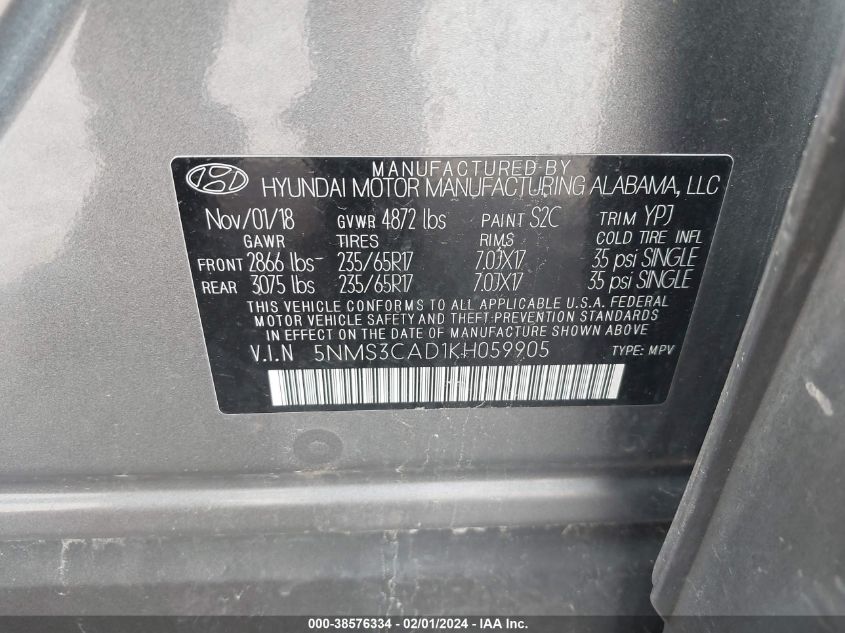 MANUFACTURED BY
HYUNDAI MOTOR MANUFACTURING ALABAMA, LLC
Nov/01/18 GVWR 4872 lbs PAINT S2C TRIM YPJ
GAWR TIRES RIMS COLD TIRE INFL
FRONT 2866 lbs 235/65R17 7.0JX17 35 psi SINGLE
REAR 3075 lbs 235/65R17 7.0JX17 35 psi SINGLE
THIS VEHICLE CONFORMS TO ALL APPLICABLE U.S.A. FEDERAL
MOTOR VEHICLE SAFETY AND THEFT PREVENTION STANDARDS
IN EFFECT ON THE DATE OF MANUFACTURE SHOWN ABOVE.
V.I.N 5NMS3CAD1KH059905 TYPE: MPV
000-38576334 - 02/01/2024 - IAA Inc.